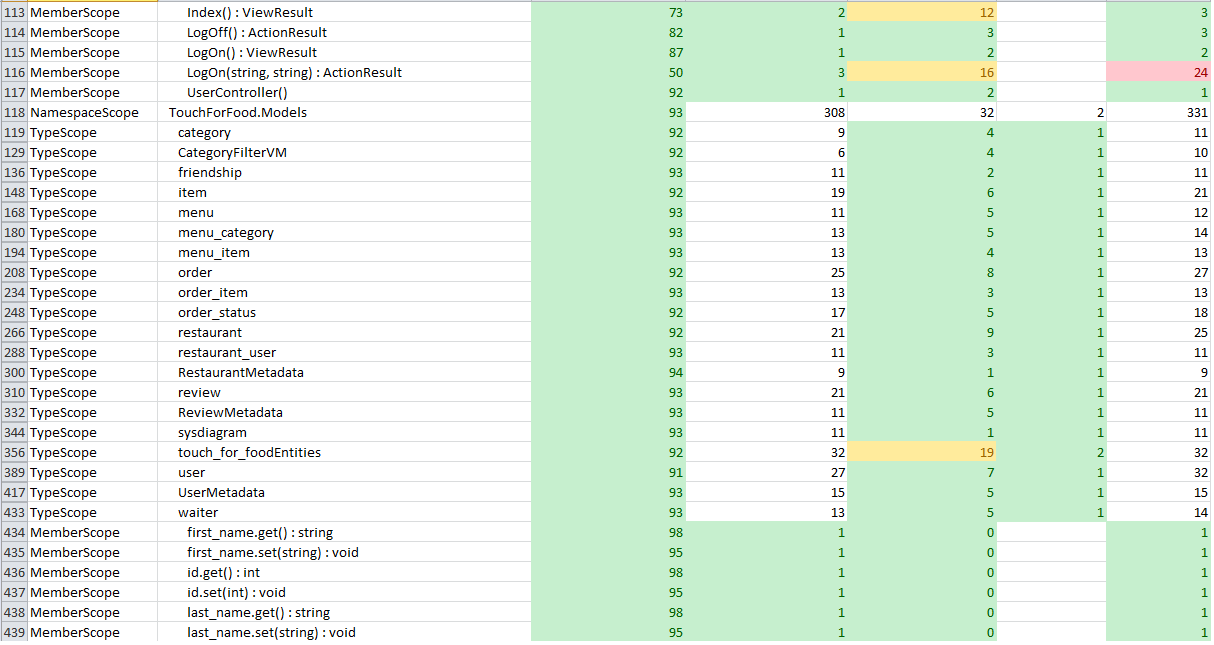 113 MemberScope Index() : ViewResult 73 2 12 3
114 MemberScope LogOff() : ActionResult 82 1 3 3
115 MemberScope LogOn() : ViewResult 87 1 2 2
116 MemberScope LogOn(string, string) : ActionResult 50 3 16 24
117 MemberScope UserController() 92 1 2 1
118 NamespaceScope TouchForFood.Models 93 308 32 2 331
119 TypeScope category 92 9 4 1 11
129 TypeScope CategoryFilterVM 92 6 4 1 10
136 TypeScope friendship 93 11 2 1 11
148 TypeScope item 92 19 6 1 21
168 TypeScope menu 93 11 5 1 12
180 TypeScope menu_category 93 13 5 1 14
194 TypeScope menu_item 93 13 4 1 13
208 TypeScope order 92 25 8 1 27
234 TypeScope order_item 93 13 3 1 13
248 TypeScope order_status 92 17 5 1 18
266 TypeScope restaurant 92 21 9 1 25
288 TypeScope restaurant_user 93 11 3 1 11
300 TypeScope RestaurantMetadata 94 9 1 1 9
310 TypeScope review 93 21 6 1 21
332 TypeScope ReviewMetadata 93 11 5 1 11
344 TypeScope sysdiagram 93 11 1 1 11
356 TypeScope touch_for_foodEntities 92 32 19 2 32
389 TypeScope user 91 27 7 1 32
417 TypeScope UserMetadata 93 15 5 1 15
433 TypeScope waiter 93 13 5 1 14
434 MemberScope first_name.get() : string 98 1 0 1
435 MemberScope first_name.set(string) : void 95 1 0 1
436 MemberScope id.get() : int 98 1 0 1
437 MemberScope id.set(int) : void 95 1 0 1
438 MemberScope last_name.get() : string 98 1 0 1
439 MemberScope last_name.set(string) : void 95 1 0 1